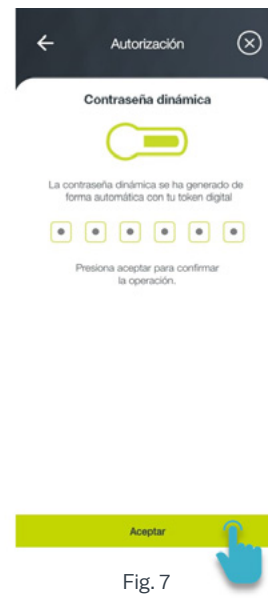 Autorización
Contraseña dinámica
La contraseña dinámica se ha generado de
forma automática con tu token digital
Presiona aceptar para confirmar
la operación.
Aceptar
Fig. 7